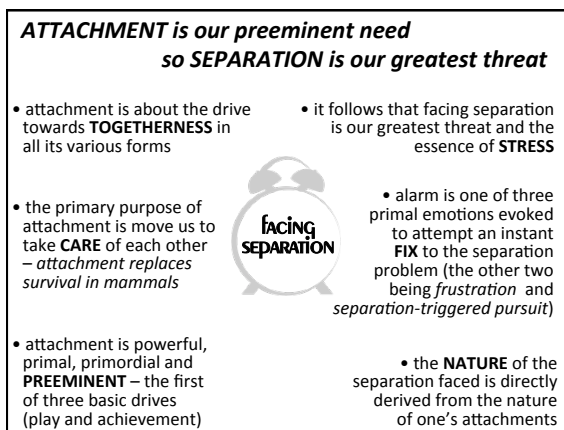 ATTACHMENT is our preeminent need
so SEPARATION is our greatest threat
• attachment is about the drive
towards TOGETHERNESS in
all its various forms
• the primary purpose of
attachment is move us to
take CARE of each other
– attachment replaces
survival in mammals
• attachment is powerful,
primal, primordial and
PREEMINENT – the first
of three basic drives
(play and achievement)
facing
SEPARATION
• it follows that facing separation
is our greatest threat and the
essence of STRESS
• alarm is one of three
primal emotions evoked
to attempt an instant
FIX to the separation
problem (the other two
being frustration and
separation-triggered pursuit)
• the NATURE of the
separation faced is directly
derived from the nature
of one’s attachments